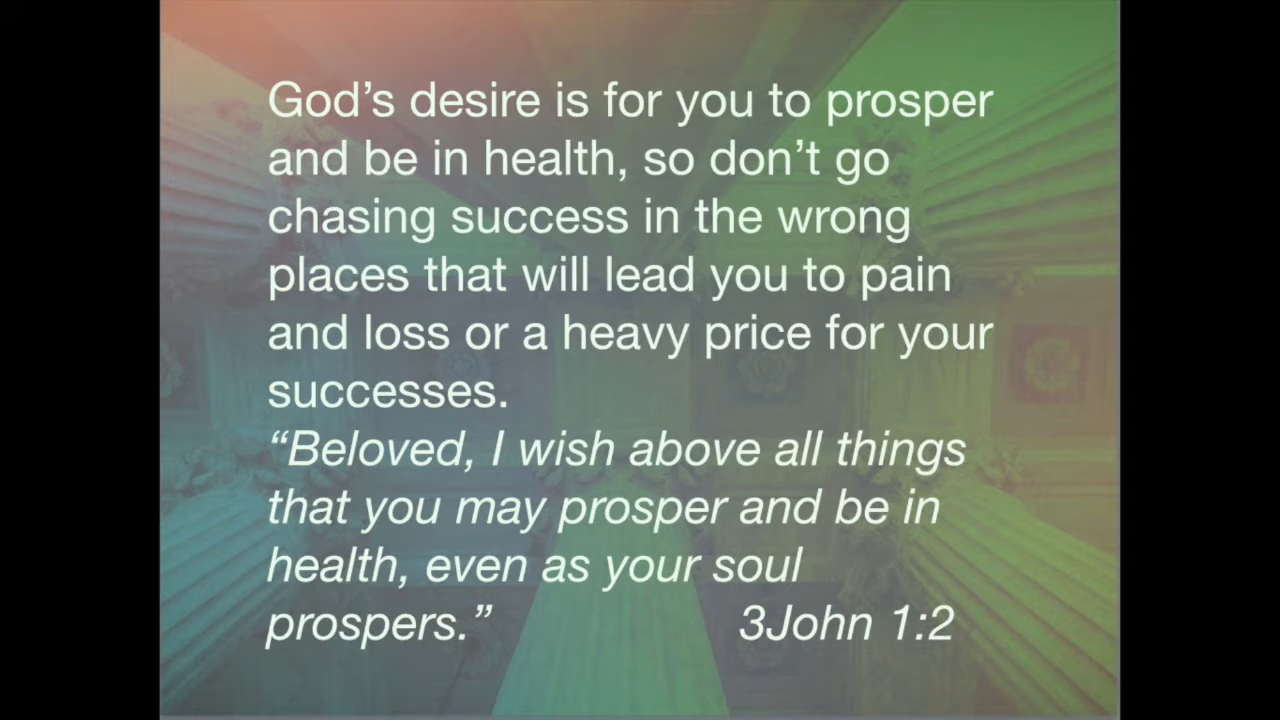 God’s desire is for you to prosper
and be in health, so don’t go
chasing success in the wrong
places that will lead you to pain
and loss or a heavy price for your
successes.
“Beloved, I wish above all things
that you may prosper and be in
health, even as your soul
prospers.” 3John 1:2